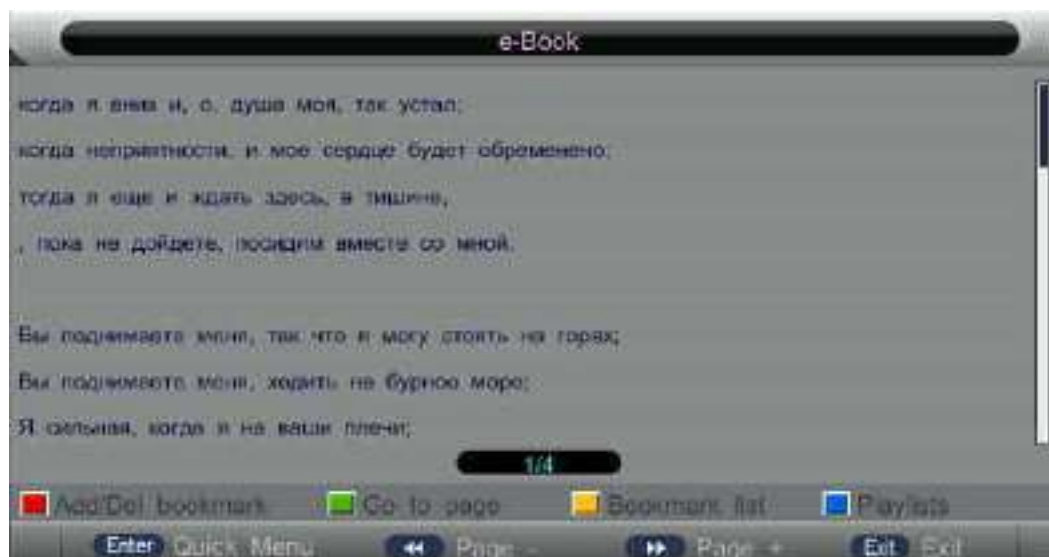 e-Book
когда я вниз и, о, душа моя, так устал;
когда неприятности, и мое сердце будет обременено;
тогда я еще и ждать здесь, в тишине,
, пока не дойдете, посидим вместе со мной.
Вы поднимаете меня, так что я могу стоять на горах;
Вы поднимаете меня, ходить на бурное море;
Я сильная, когда я на ваши плечи;
1/4
Add/Del bookmark Go to page Bookmark list Playlists
Enter Quick Menu Page - Page + Exit Exit